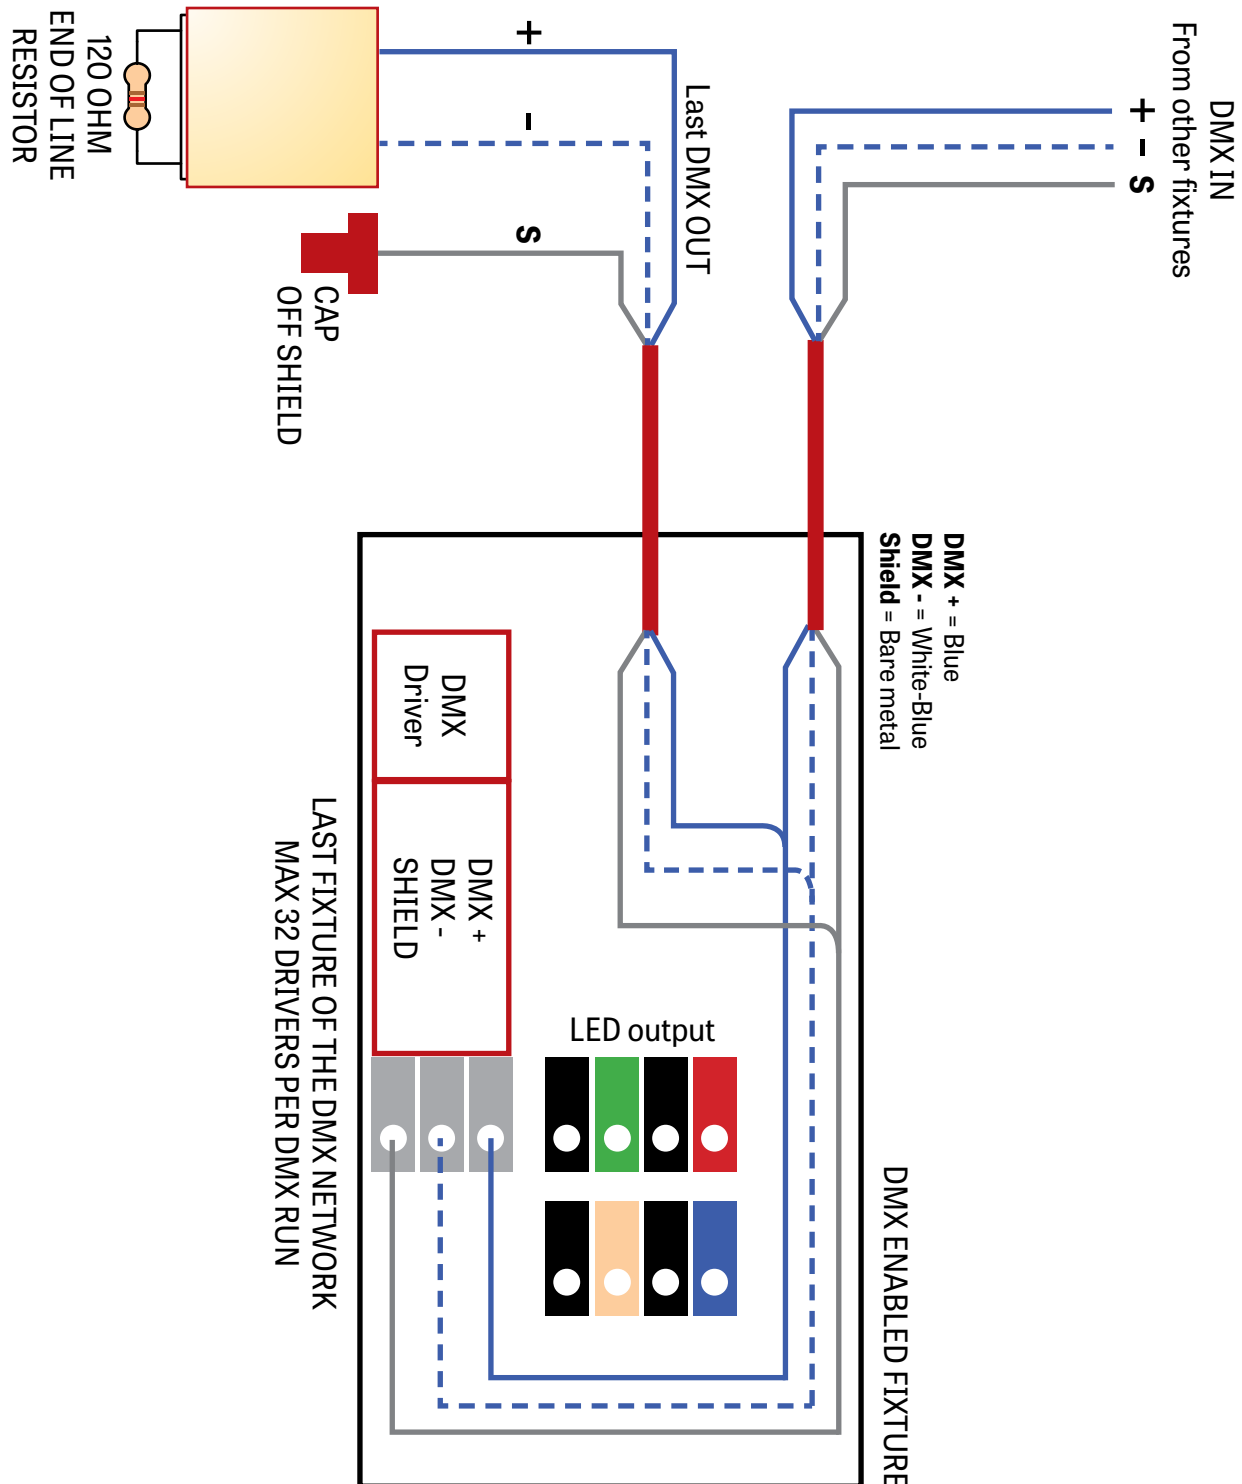 DMX IN
From other fixtures
+
-
S
Last DMX OUT
+
-
S
120 OHM
END OF LINE
RESISTOR
CAP
OFF SHIELD
DMX + = Blue
DMX - = White-Blue
Shield = Bare metal
DMX ENABLED FIXTURE
DMX
Driver
DMX +
DMX -
SHIELD
LED output
LAST FIXTURE OF THE DMX NETWORK
MAX 32 DRIVERS PER DMX RUN